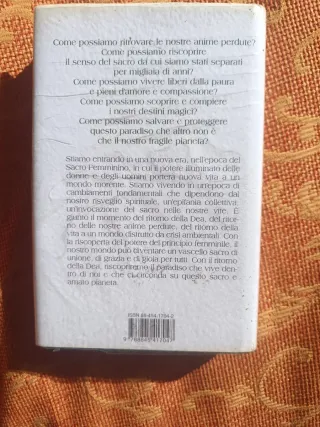 Come possiamo ritrovare le nostre anime perdute?
Come possiamo riscoprire
il senso del sacro da cui siamo stati separati
per migliaia di anni?
Come possiamo vivere liberi dalla paura
e pieni d'amore e compassione?
Come possiamo scoprire e compiere
i nostri destini magici?
Come possiamo salvare e proteggere
questo paradiso che altro non è
che il nostro fragile pianeta?
Stiamo entrando in una nuova era, nell'epoca del
Sacro Femminino, in cui il potere illuminato delle
donne e degli uomini porterà nuova vita a un
mondo morente. Stiamo vivendo in un'epoca di
cambiamenti fondamentali che dipendono dal
nostro risveglio spirituale, un'epifania collettiva,
un'invocazione del sacro nelle nostre vite. È
giunto il momento del ritorno della Dea, del ritor-
no delle nostre anime perdute, del ritorno della
vita a un mondo distrutto da crisi ambientali. Con
la riscoperta del potere del principio femminile, il
nostro mondo può diventare un vascello sacro di
unione, di grazia e di gioia per tutti. Con il ritorno
della Dea, riscopriremo il paradiso che vive den-
tro di noi e che ci circonda su questo sacro e
amato pianeta.